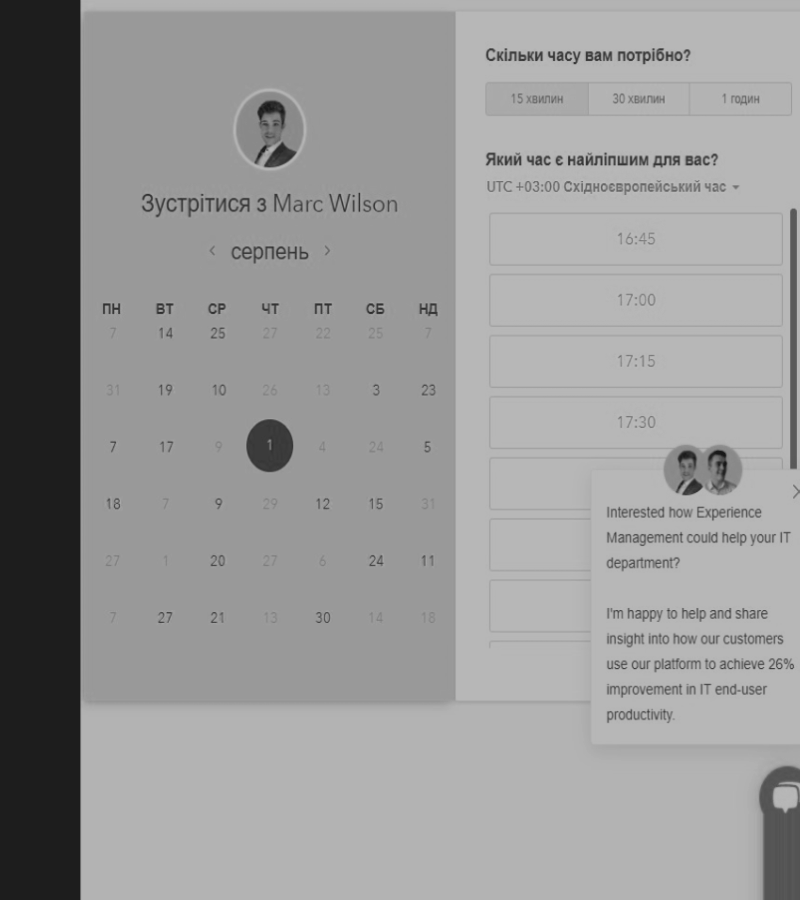 Зустрітися з Marc Wilson
серпень
ПН ВТ СР ЧТ ПТ СБ НД
7 14 25 27 22 25 7
31 19 10 26 13 3 23
7 17 9 1 4 24 5
18 7 9 29 12 15 31
27 1 20 27 6 24 11
7 27 21 13 30 14 18
Скільки часу вам потрібно?
15 хвилин 30 хвилин 1 годин
Який час є найліпшим для вас?
UTC +03:00 Східноєвропейський час
16:45
17:00
17:15
17:30
Interested how Experience
Management could help your IT
department?
I'm happy to help and share
insight into how our customers
use our platform to achieve 26%
improvement in IT end-user
productivity.